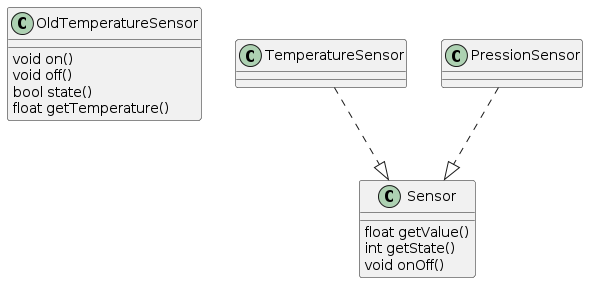 C OldTemperatureSensor
void on()
void off()
bool state()
float getTemperature()
C TemperatureSensor
C PressionSensor
C Sensor
float getValue()
int getState()
void onOff()